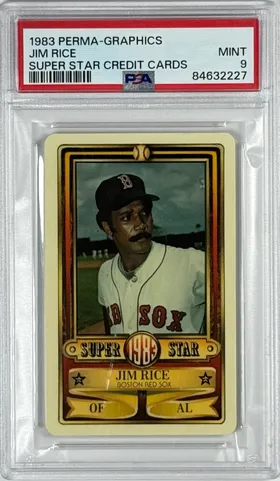 1983 PERMA-GRAPHICS
JIM RICE MINT
SUPER STAR CREDIT CARDS 9
PSA 84632227
B
RED SOX
SUPER 1983 STAR
JIM RICE
BOSTON RED SOX
OF AL